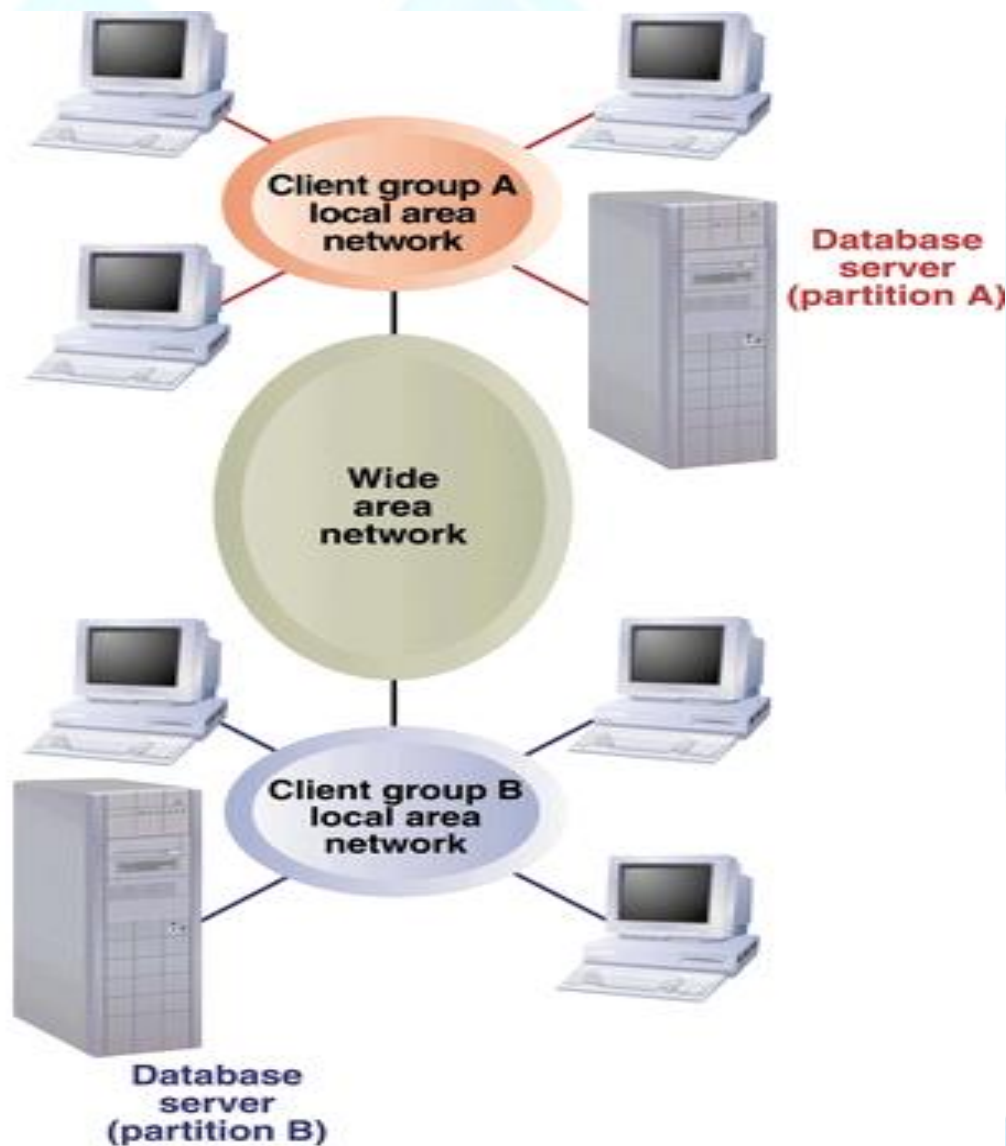 Client group A
local area
network
Database
server
(partition A)
Wide
area
network
Client group B
local area
network
Database
server
(partition B)